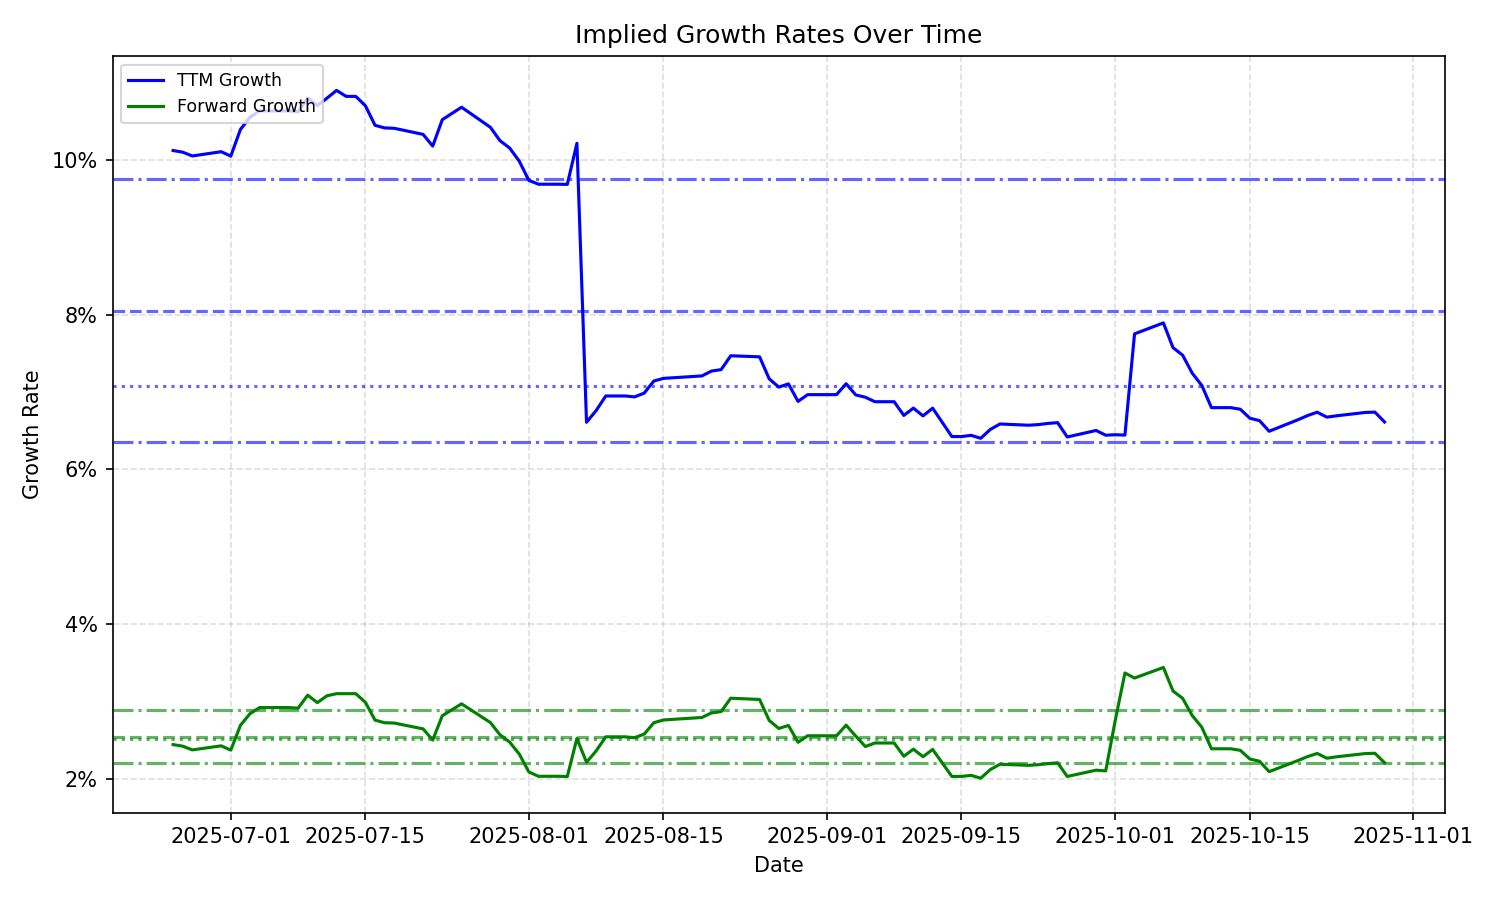 Implied Growth Rates Over Time
TTM Growth
Forward Growth
Growth Rate
10%
8%
6%
4%
2%
2025-07-01 2025-07-15 2025-08-01 2025-08-15 2025-09-01 2025-09-15 2025-10-01 2025-10-15 2025-11-01
Date